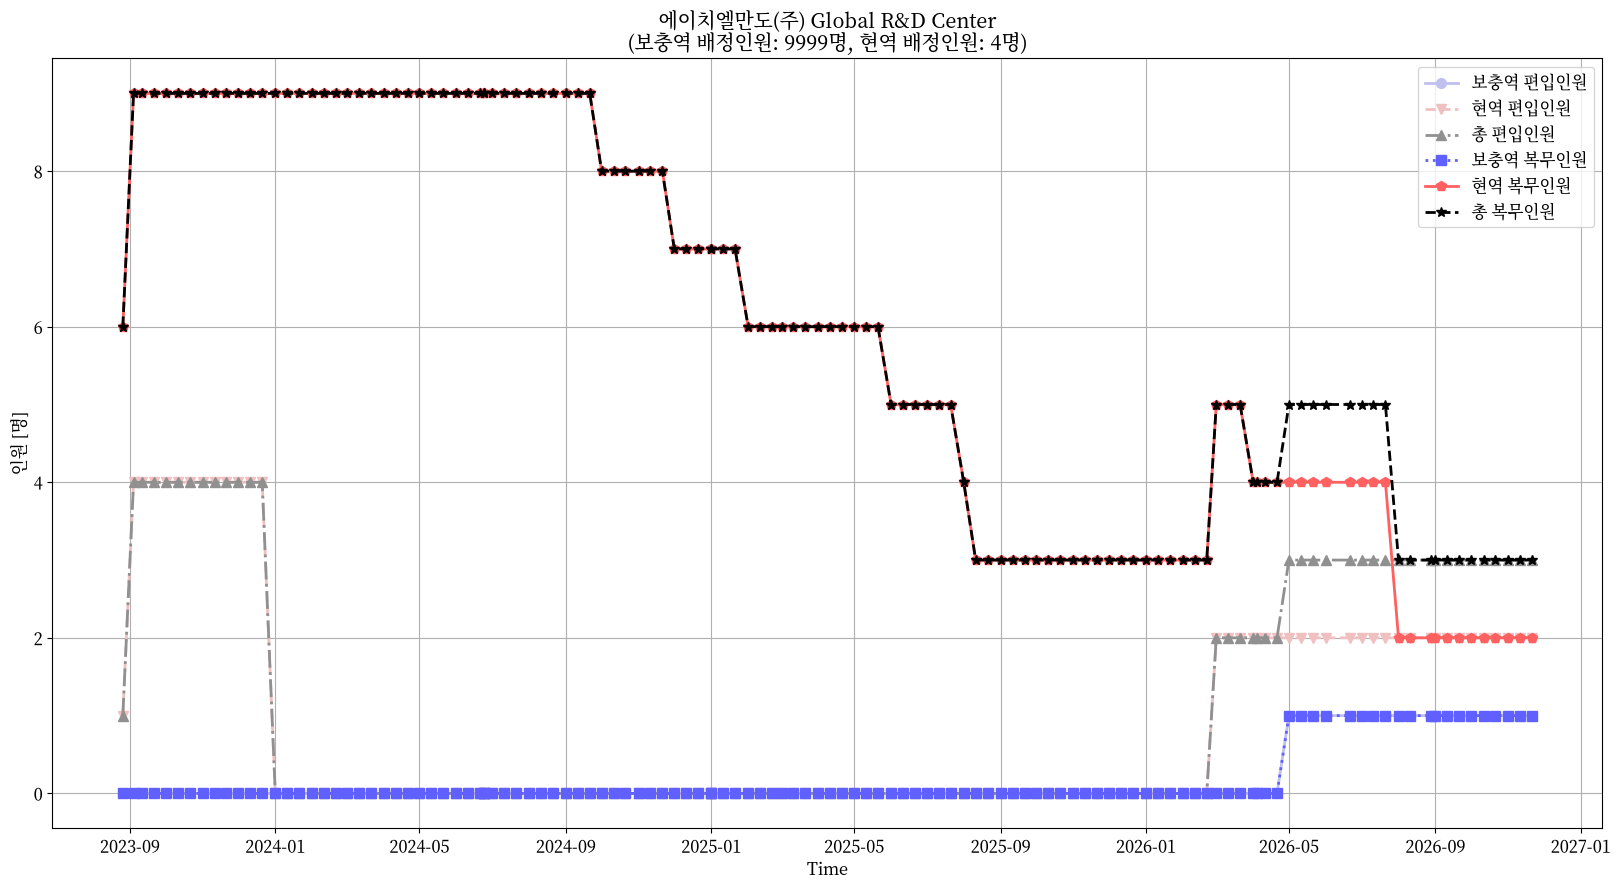 에이치엘만도(주) Global R&D Center
(보충역 배정인원: 9999명, 현역 배정인원: 4명)
보충역 편입인원
현역 편입인원
총 편입인원
보충역 복무인원
현역 복무인원
총 복무인원
인원 [명]
8
6
4
2
0
2023-09
2024-01
2024-05
2024-09
2025-01
2025-05
2025-09
2026-01
2026-05
2026-09
2027-01
Time